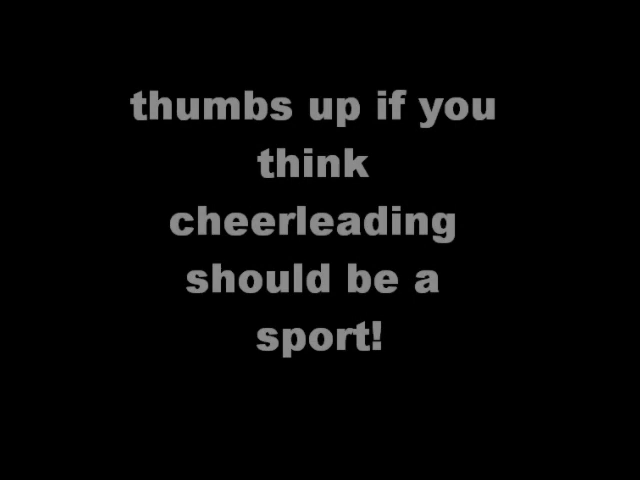 thumbs up if you
think
cheerleading
should be a
sport!